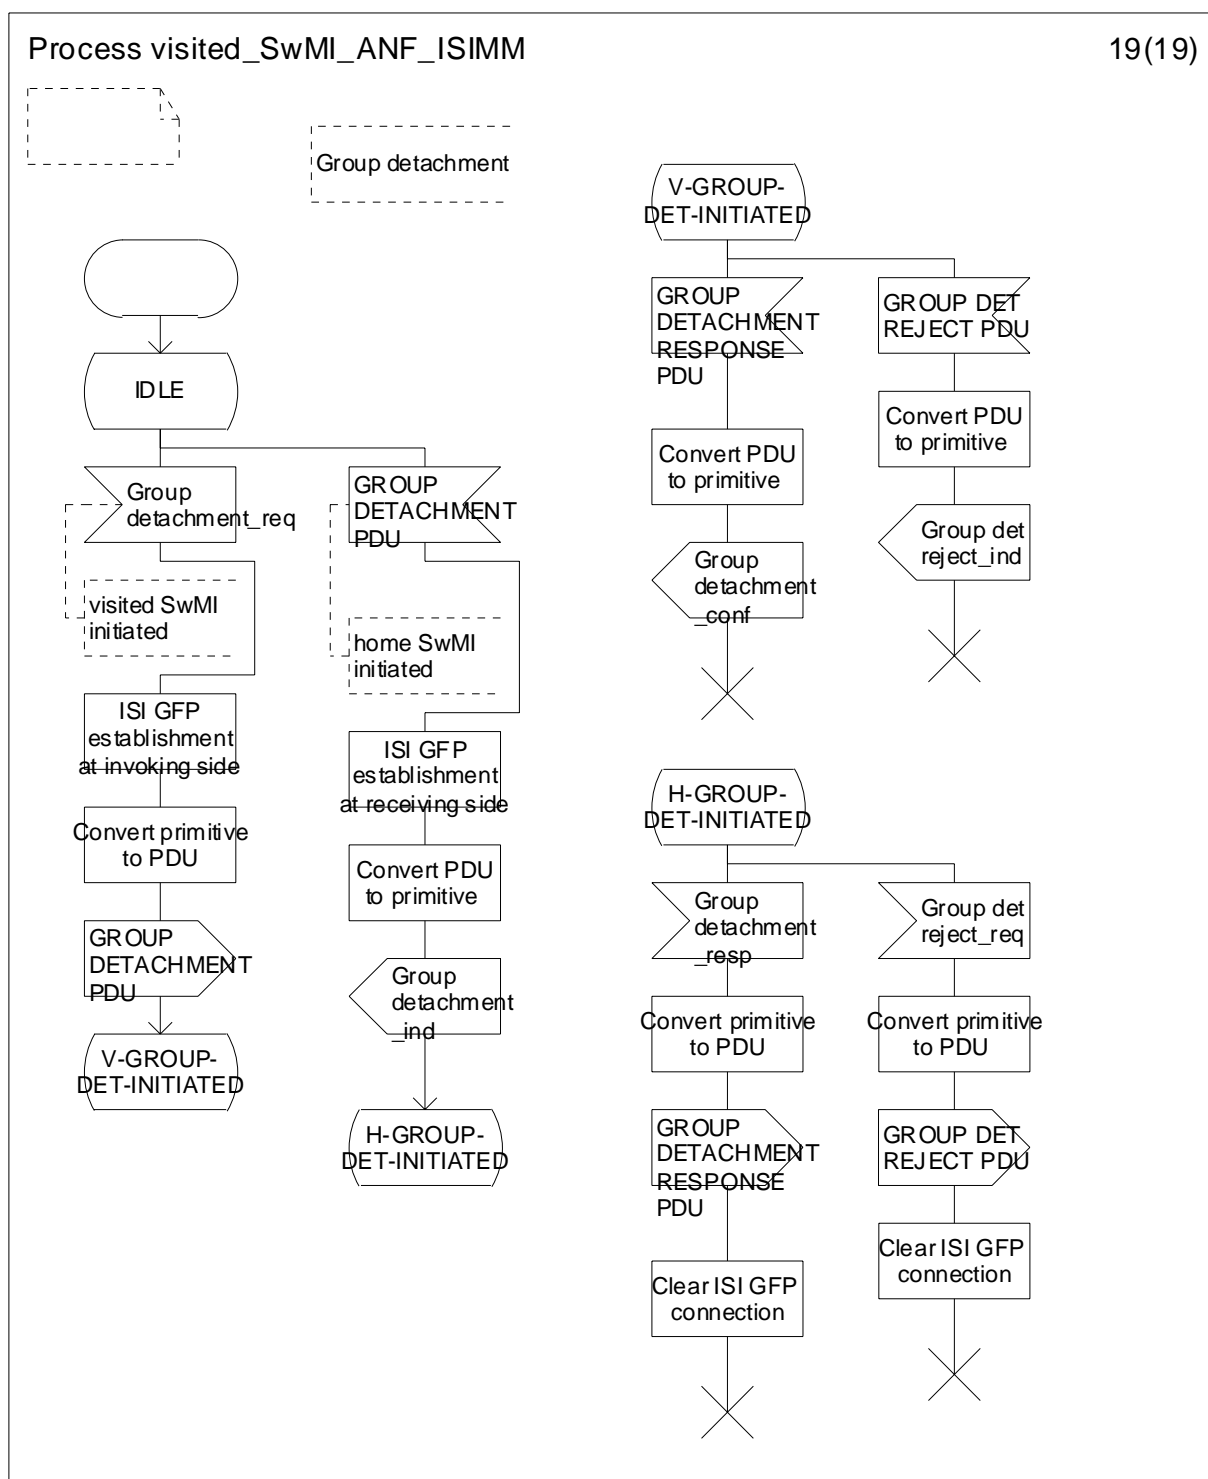 Process visited_SwMI_ANF_ISIMM
19(19)
Group detachment
IDLE
Group
detachment_req
visited SwMI
initiated
ISI GFP
establishment
at invoking side
Convert primitive
to PDU
GROUP
DETACHMENT
PDU
V-GROUP-
DET-INITIATED
GROUP
DETACHMENT
PDU
home SwMI
initiated
ISI GFP
establishment
at receiving side
Convert PDU
to primitive
Group
detachment
_ind
H-GROUP-
DET-INITIATED
V-GROUP-
DET-INITIATED
GROUP
DETACHMENT
RESPONSE
PDU
Convert PDU
to primitive
Group
detachment
_conf
GROUP DET
REJECT PDU
Convert PDU
to primitive
Group det
reject_ind
H-GROUP-
DET-INITIATED
Group
detachment
_resp
Convert primitive
to PDU
GROUP
DETACHMENT
RESPONSE
PDU
Clear ISI GFP
connection
Group det
reject_req
Convert primitive
to PDU
GROUP DET
REJECT PDU
Clear ISI GFP
connection